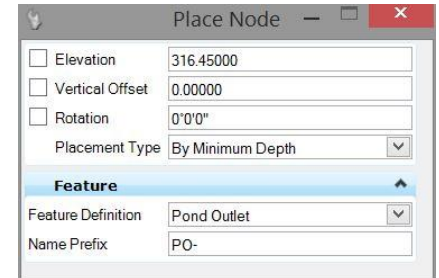 Place Node
Elevation 316.45000
Vertical Offset 0.00000
Rotation 0°0'0"
Placement Type By Minimum Depth
Feature
Feature Definition Pond Outlet
Name Prefix PO-